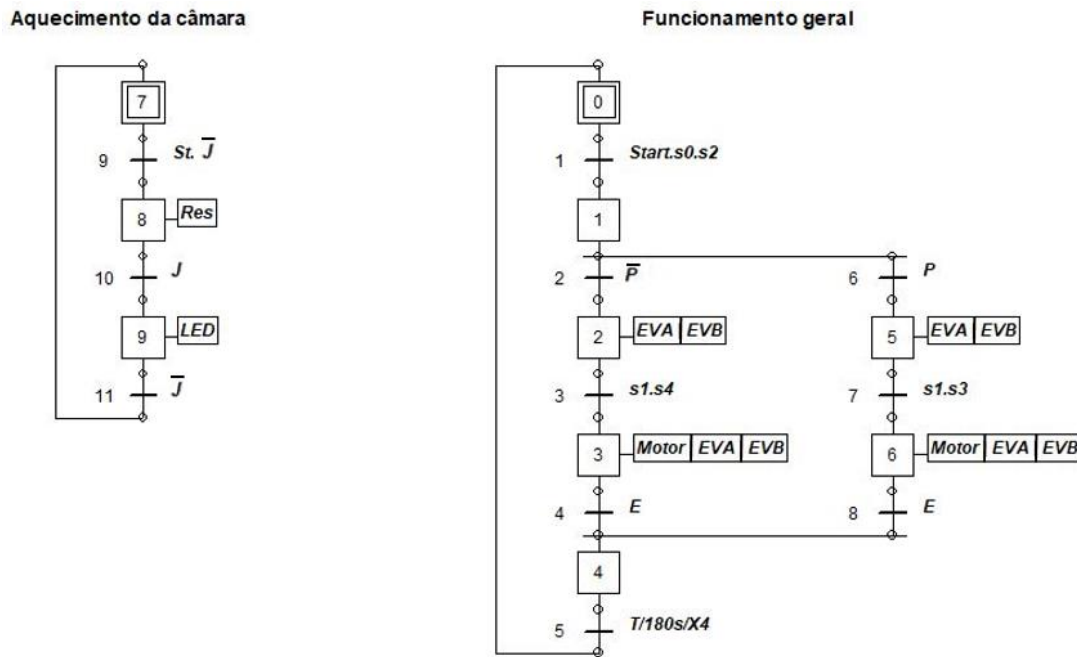 Aquecimento da câmara
7
9 St. J̅
8 Res
10 J
9 LED
11 J̅
Funcionamento geral
0
1 Start.s0.s2
1
2 P̅ 6 P
2 EVA EVB 5 EVA EVB
3 s1.s4 7 s1.s3
3 Motor EVA EVB 6 Motor EVA EVB
4 E 8 E
4
5 T/180s/X4